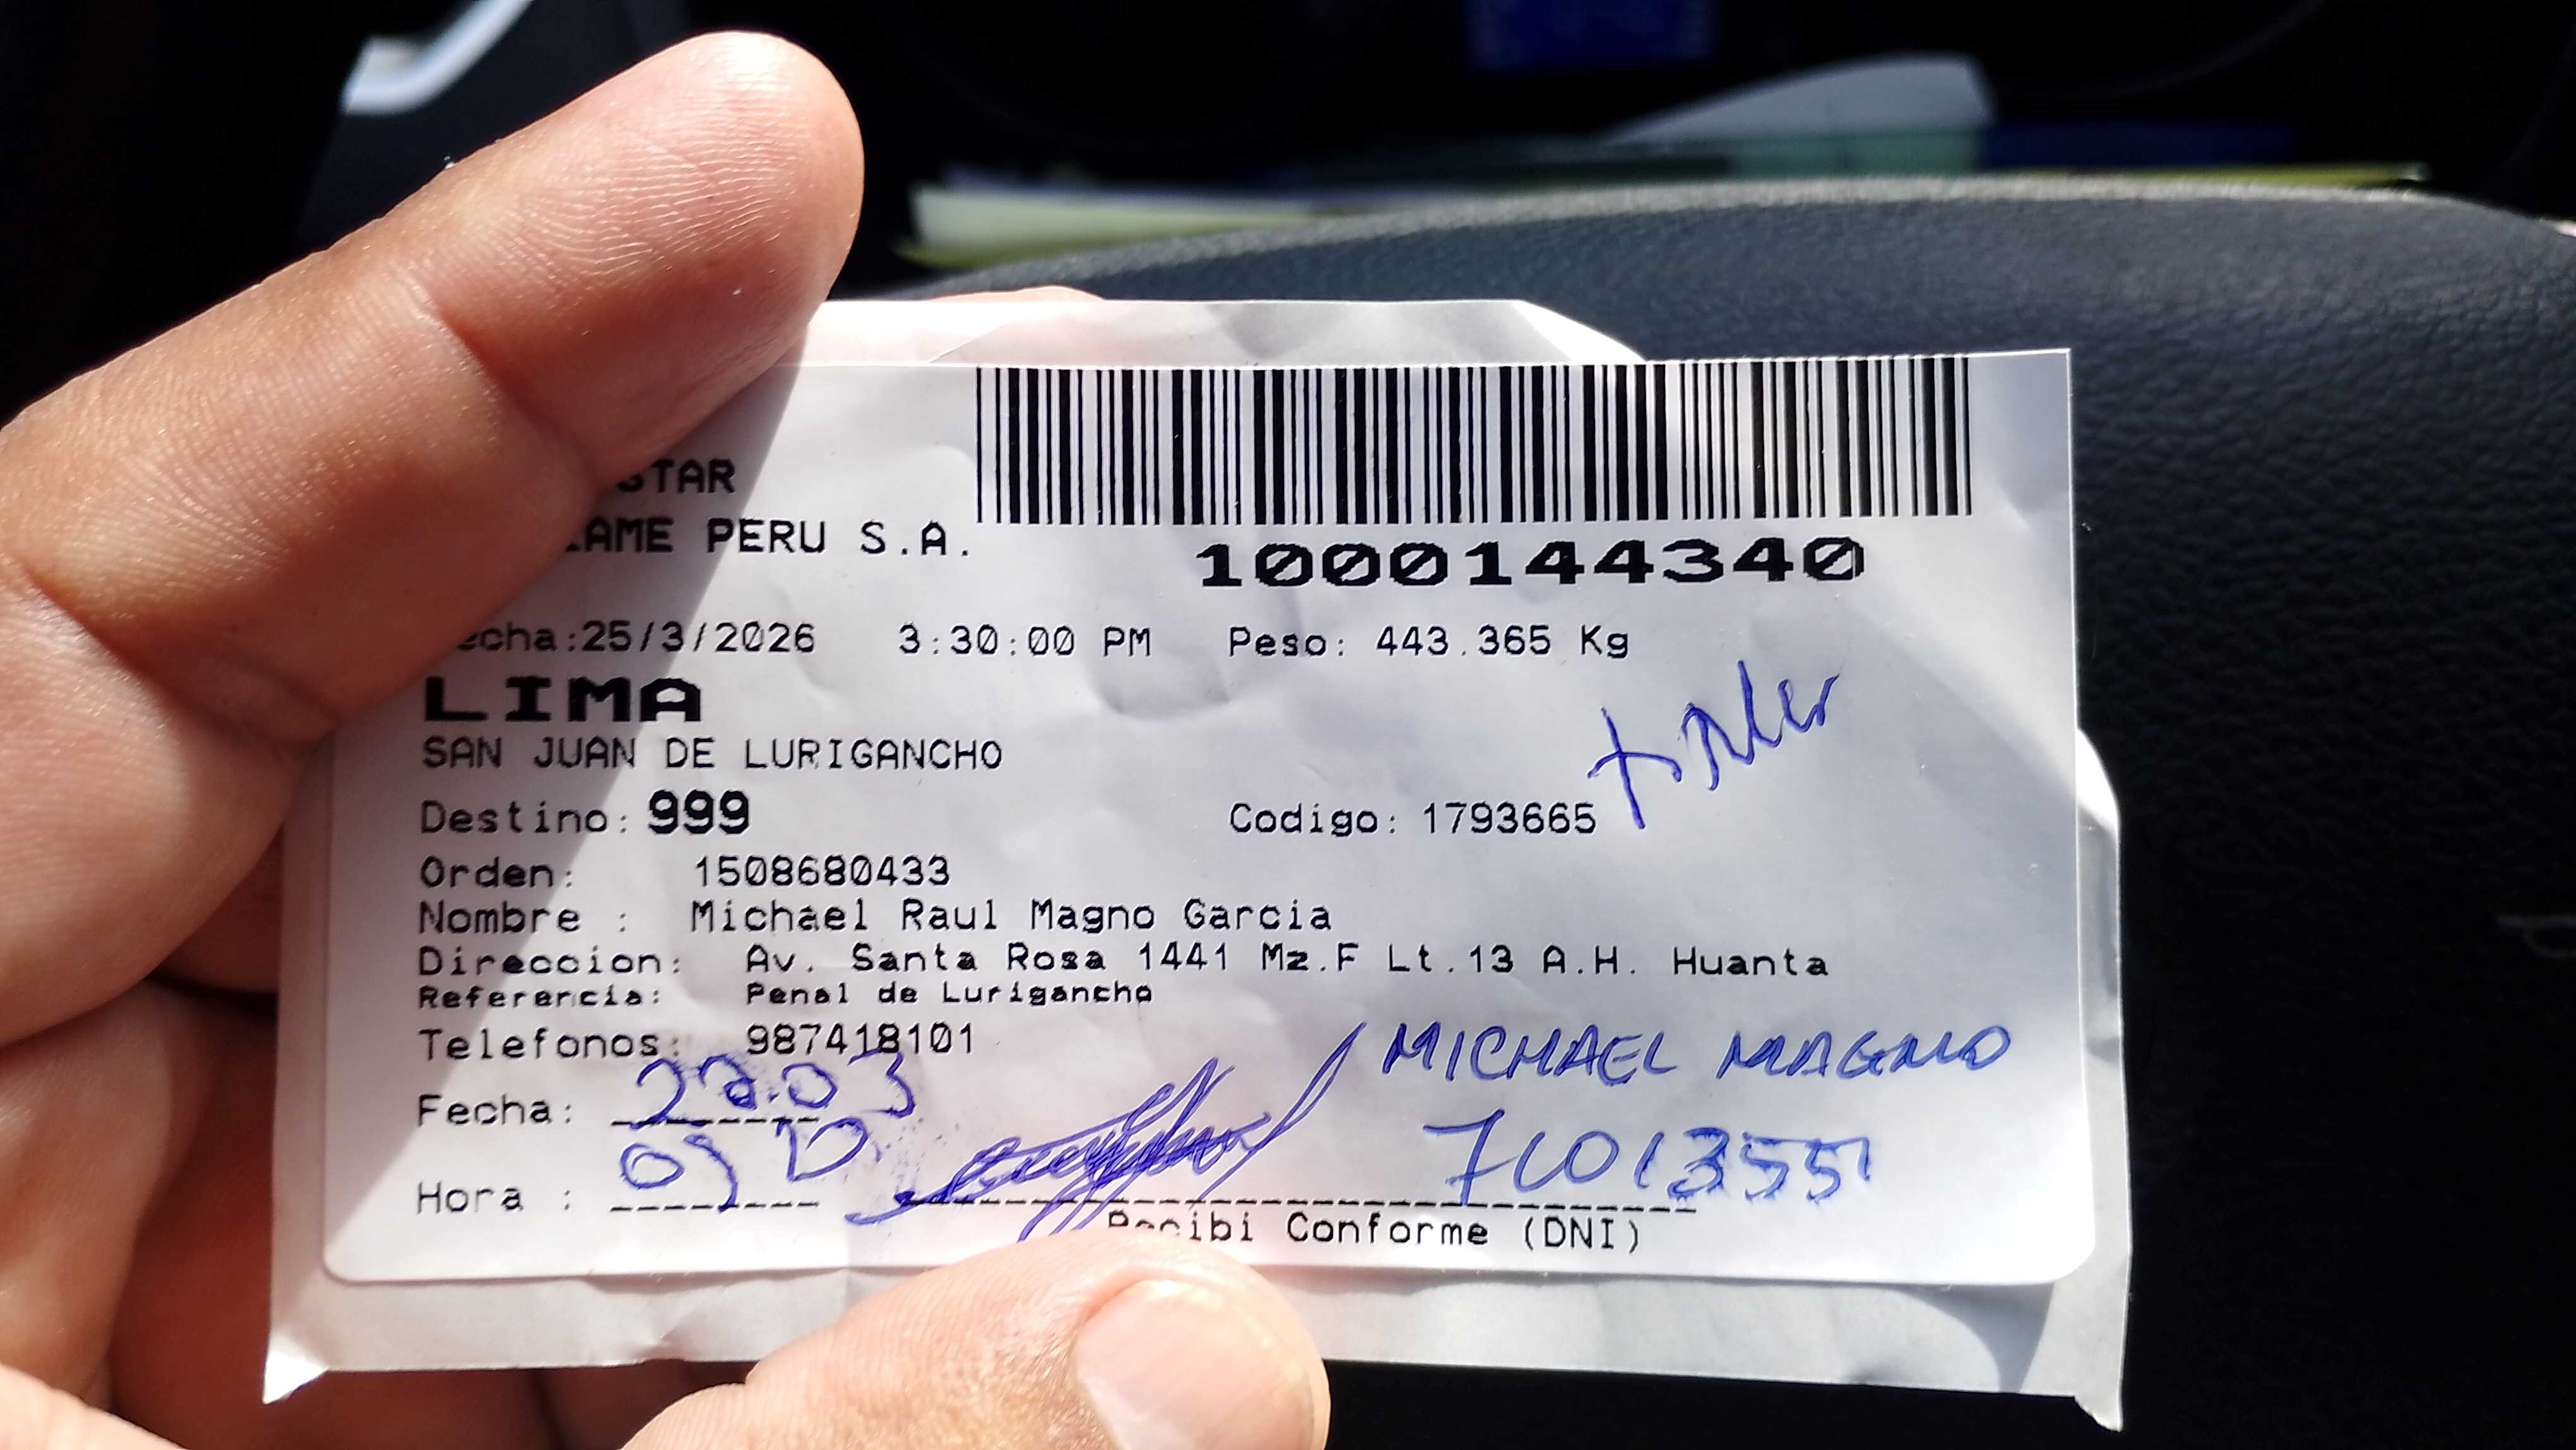 STAR
AME PERU S.A.
1000144340
echa:25/3/2026 3:30:00 PM Peso: 443.365 Kg
LIMA
SAN JUAN DE LURIGANCHO
Destino: 999 Codigo: 1793665
Orden: 1508680433
Nombre : Michael Raul Magno Garcia
Direccion: Av. Santa Rosa 1441 Mz.F Lt.13 A.H. Huanta
Referencia: Penal de Lurigancho
Telefonos: 987418101
MICHAEL MAGNO
Fecha:
Hora :
Recibi Conforme (DNI)